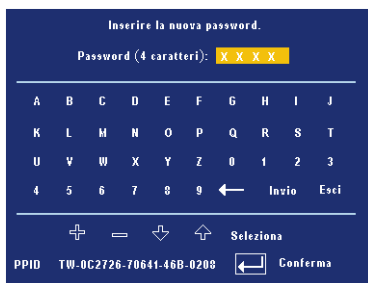 Inserire la nuova password.
Password (4 caratteri): X X X X
A B C D E F G H I J
K L M N O P Q R S T
U V W X Y Z 0 1 2 3
4 5 6 7 8 9 ← Invio Esci
Seleziona
PPID TW-0C2726-70641-46B-0208 Conferma